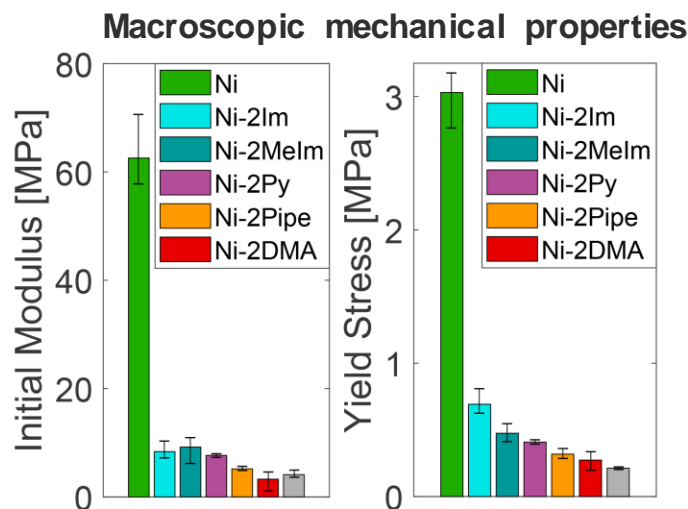 Macroscopic mechanical properties
Initial Modulus [MPa]
80
60
40
20
0
Ni
Ni-2Im
Ni-2MeIm
Ni-2Py
Ni-2Pipe
Ni-2DMA
Yield Stress [MPa]
3
2
1
0
Ni
Ni-2Im
Ni-2MeIm
Ni-2Py
Ni-2Pipe
Ni-2DMA